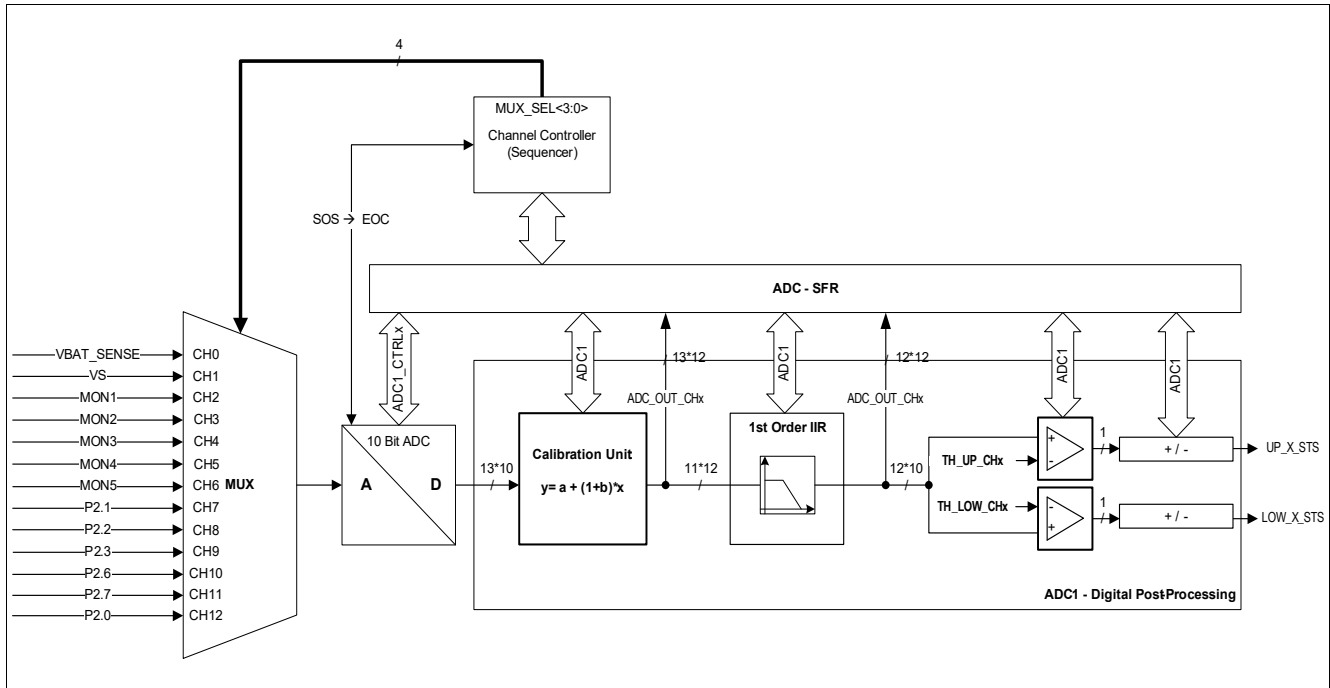 4
MUX_SEL<3:0>
Channel Controller
(Sequencer)
SOS → EOC
ADC - SFR
VBAT_SENSE CH0
VS CH1
MON1 CH2
MON2 CH3
MON3 CH4
MON4 CH5
MON5 CH6 MUX
P2.1 CH7
P2.2 CH8
P2.3 CH9
P2.6 CH10
P2.7 CH11
P2.0 CH12
ADC1_CTRLx
10 Bit ADC
A
D
13*10
ADC1
Calibration Unit
y= a + (1+b)*x
13*12
ADC_OUT_CHx
11*12
ADC1
1st Order IIR
12*12
ADC_OUT_CHx
12*10
ADC1
ADC1
TH_UP_CHx
+
-
1
+ / -
UP_X_STS
TH_LOW_CHx
-
+
1
+ / -
LOW_X_STS
ADC1 - Digital PostProcessing